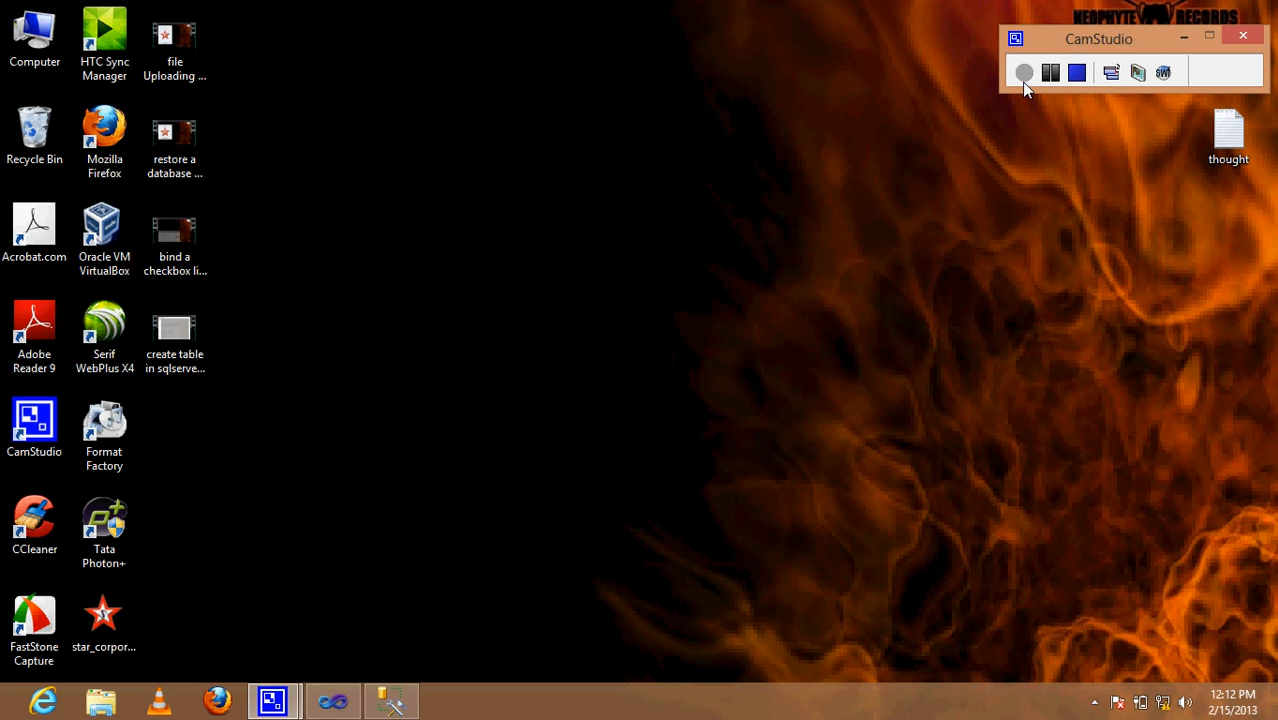 NEOPHYTE RECORDS
CamStudio
SWF
Computer
HTC Sync
Manager
file
Uploading ...
Recycle Bin
Mozilla
Firefox
restore a
database ...
thought
Acrobat.com
Oracle VM
VirtualBox
bind a
checkbox li...
Adobe
Reader 9
Serif
WebPlus X4
create table
in sqlserve...
CamStudio
Format
Factory
CCleaner
Tata
Photon+
FastStone
Capture
star_corpor...
12:12 PM
2/15/2013